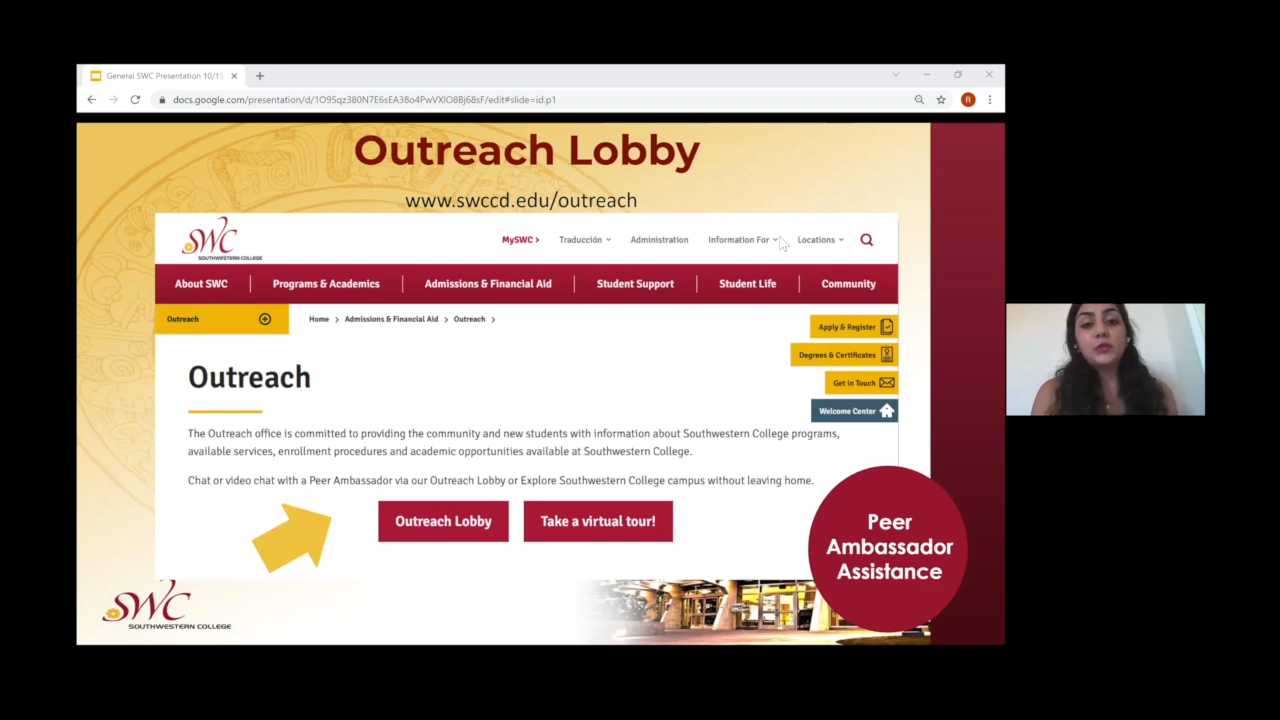 General SWC Presentation 10/15
docs.google.com/presentation/d/1O95qz380N7E6sEA38o4PwVXlO8Bj68sF/edit#slide=id.p1
R
Outreach Lobby
www.swccd.edu/outreach
SWC
SOUTHWESTERN COLLEGE
MySWC
Traducción
Administration
Information For
Locations
About SWC
Programs & Academics
Admissions & Financial Aid
Student Support
Student Life
Community
Outreach
Home > Admissions & Financial Aid > Outreach >
Apply & Register
Degrees & Certificates
Get in Touch
Welcome Center
Outreach
The Outreach office is committed to providing the community and new students with information about Southwestern College programs,
available services, enrollment procedures and academic opportunities available at Southwestern College.
Chat or video chat with a Peer Ambassador via our Outreach Lobby or Explore Southwestern College campus without leaving home.
Outreach Lobby
Take a virtual tour!
Peer
Ambassador
Assistance
SWC
SOUTHWESTERN COLLEGE